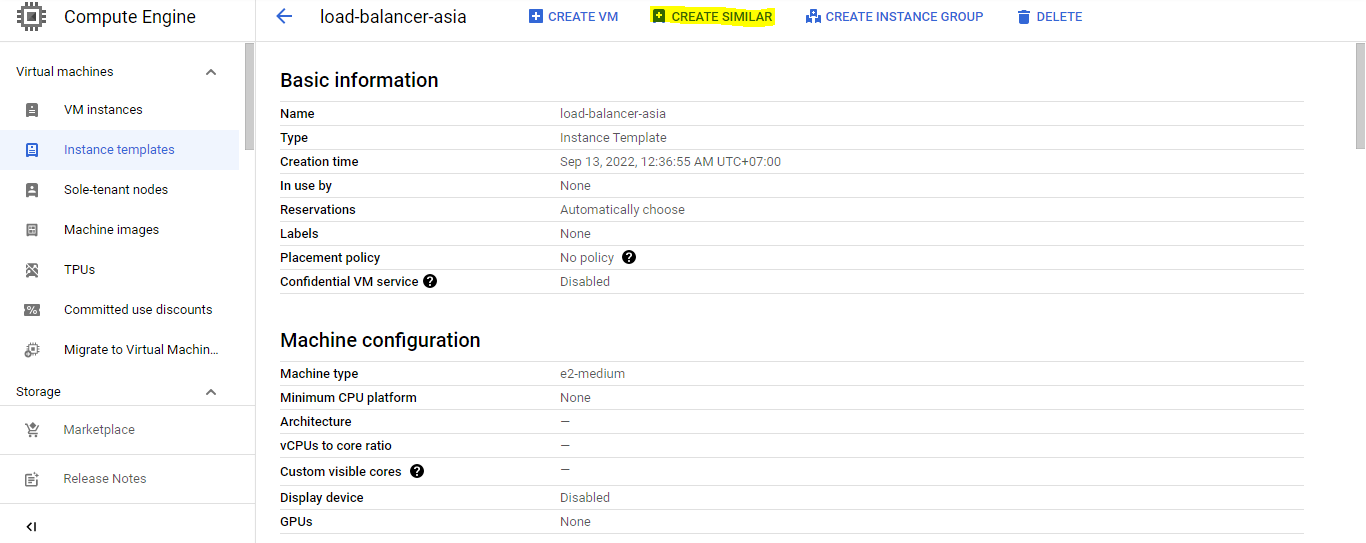 Compute Engine
load-balancer-asia
CREATE VM
CREATE SIMILAR
CREATE INSTANCE GROUP
DELETE
Virtual machines
VM instances
Instance templates
Sole-tenant nodes
Machine images
TPUs
Committed use discounts
Migrate to Virtual Machin...
Storage
Marketplace
Release Notes
Basic information
Name load-balancer-asia
Type Instance Template
Creation time Sep 13, 2022, 12:36:55 AM UTC+07:00
In use by None
Reservations Automatically choose
Labels None
Placement policy No policy ?
Confidential VM service ? Disabled
Machine configuration
Machine type e2-medium
Minimum CPU platform None
Architecture —
vCPUs to core ratio —
Custom visible cores ? —
Display device Disabled
GPUs None